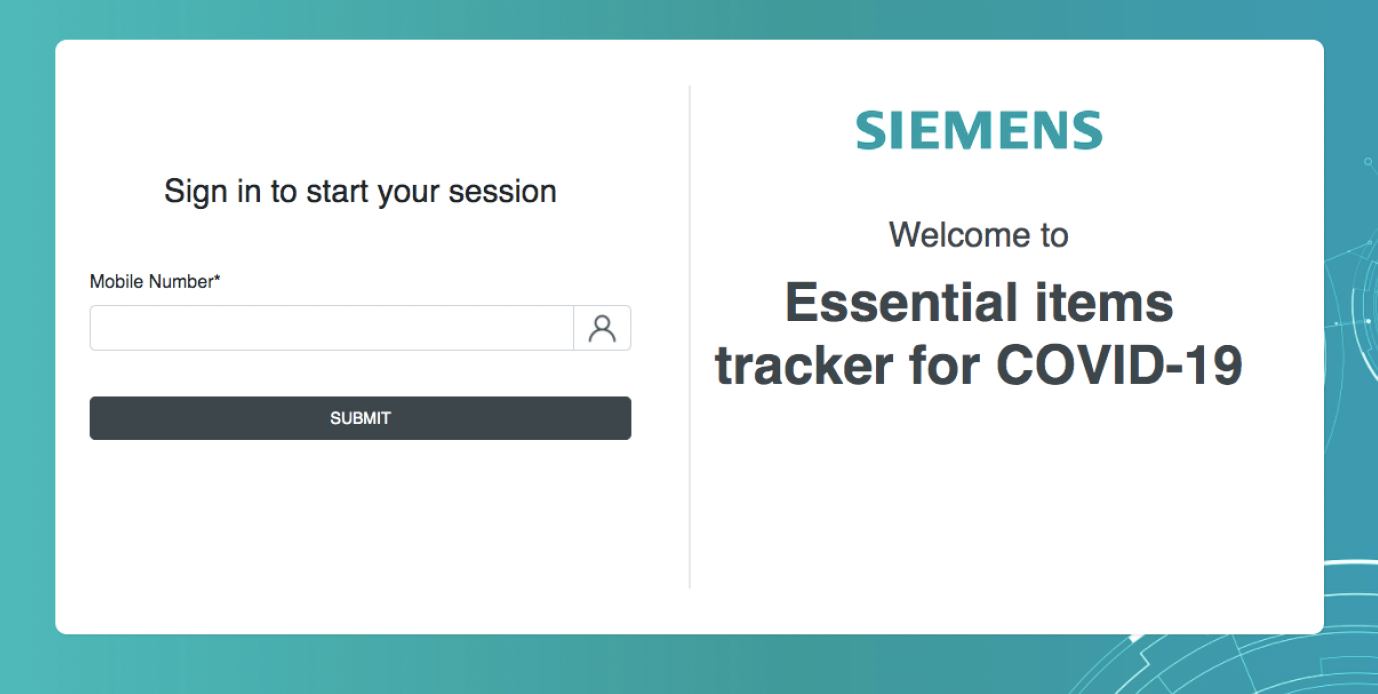 Sign in to start your session
Mobile Number*
SUBMIT
SIEMENS
Welcome to
Essential items
tracker for COVID-19